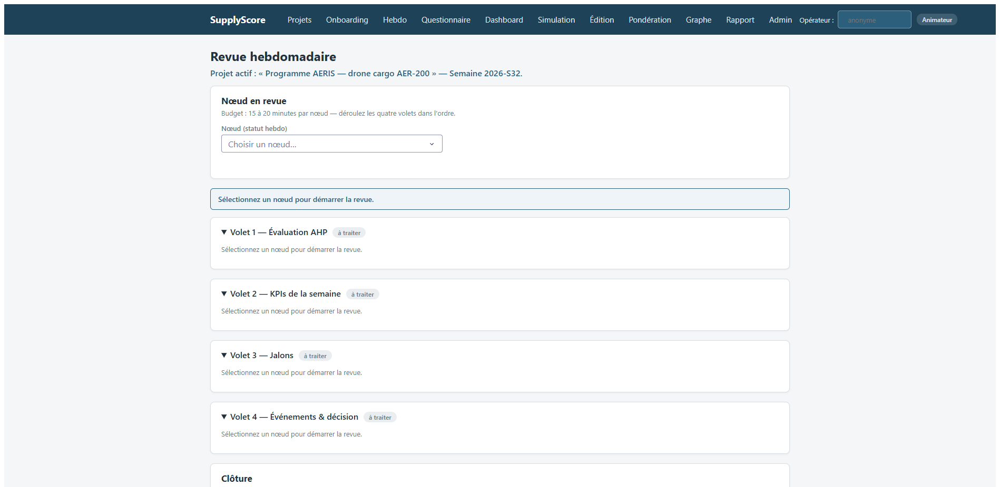 SupplyScore Projets Onboarding Hebdo Questionnaire Dashboard Simulation Édition Pondération Graphe Rapport Admin Opérateur : anonyme Animateur
Revue hebdomadaire
Projet actif : « Programme AERIS — drone cargo AER-200 » — Semaine 2026-S32.
Nœud en revue
Budget : 15 à 20 minutes par nœud — déroulez les quatre volets dans l'ordre.
Nœud (statut hebdo)
Choisir un nœud...
Sélectionnez un nœud pour démarrer la revue.
Volet 1 — Évaluation AHP à traiter
Sélectionnez un nœud pour démarrer la revue.
Volet 2 — KPIs de la semaine à traiter
Sélectionnez un nœud pour démarrer la revue.
Volet 3 — Jalons à traiter
Sélectionnez un nœud pour démarrer la revue.
Volet 4 — Événements & décision à traiter
Sélectionnez un nœud pour démarrer la revue.
Clôture